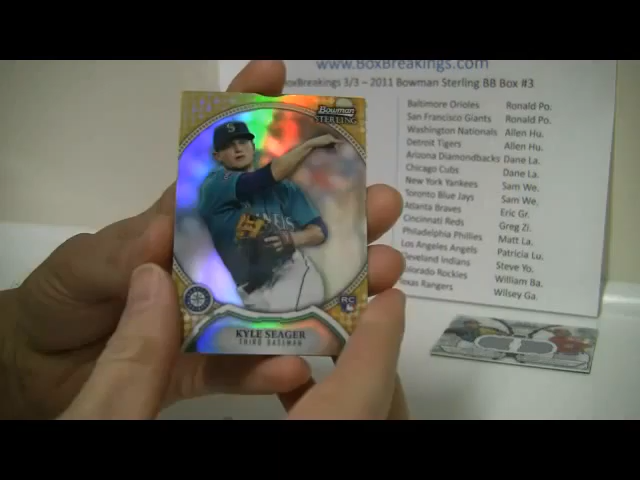 www.BoxBreakings.com
oxBreakings 3/3 – 2011 Bowman Sterling BB Box #3
Baltimore Orioles Ronald Po.
San Francisco Giants Ronald Po.
Washington Nationals Allen Hu.
Detroit Tigers Allen Hu.
Arizona Diamondbacks Dane La.
Chicago Cubs Dane La.
New York Yankees Sam We.
Toronto Blue Jays Sam We.
Atlanta Braves Eric Gr.
Cincinnati Reds Greg Zi.
Philadelphia Phillies Matt La.
Los Angeles Angels Patricia Lu.
Cleveland Indians Steve Yo.
Colorado Rockies William Ba.
Texas Rangers Wilsey Ga.
Bowman
STERLING
S
RC
KYLE SEAGER
THIRD BASEMAN